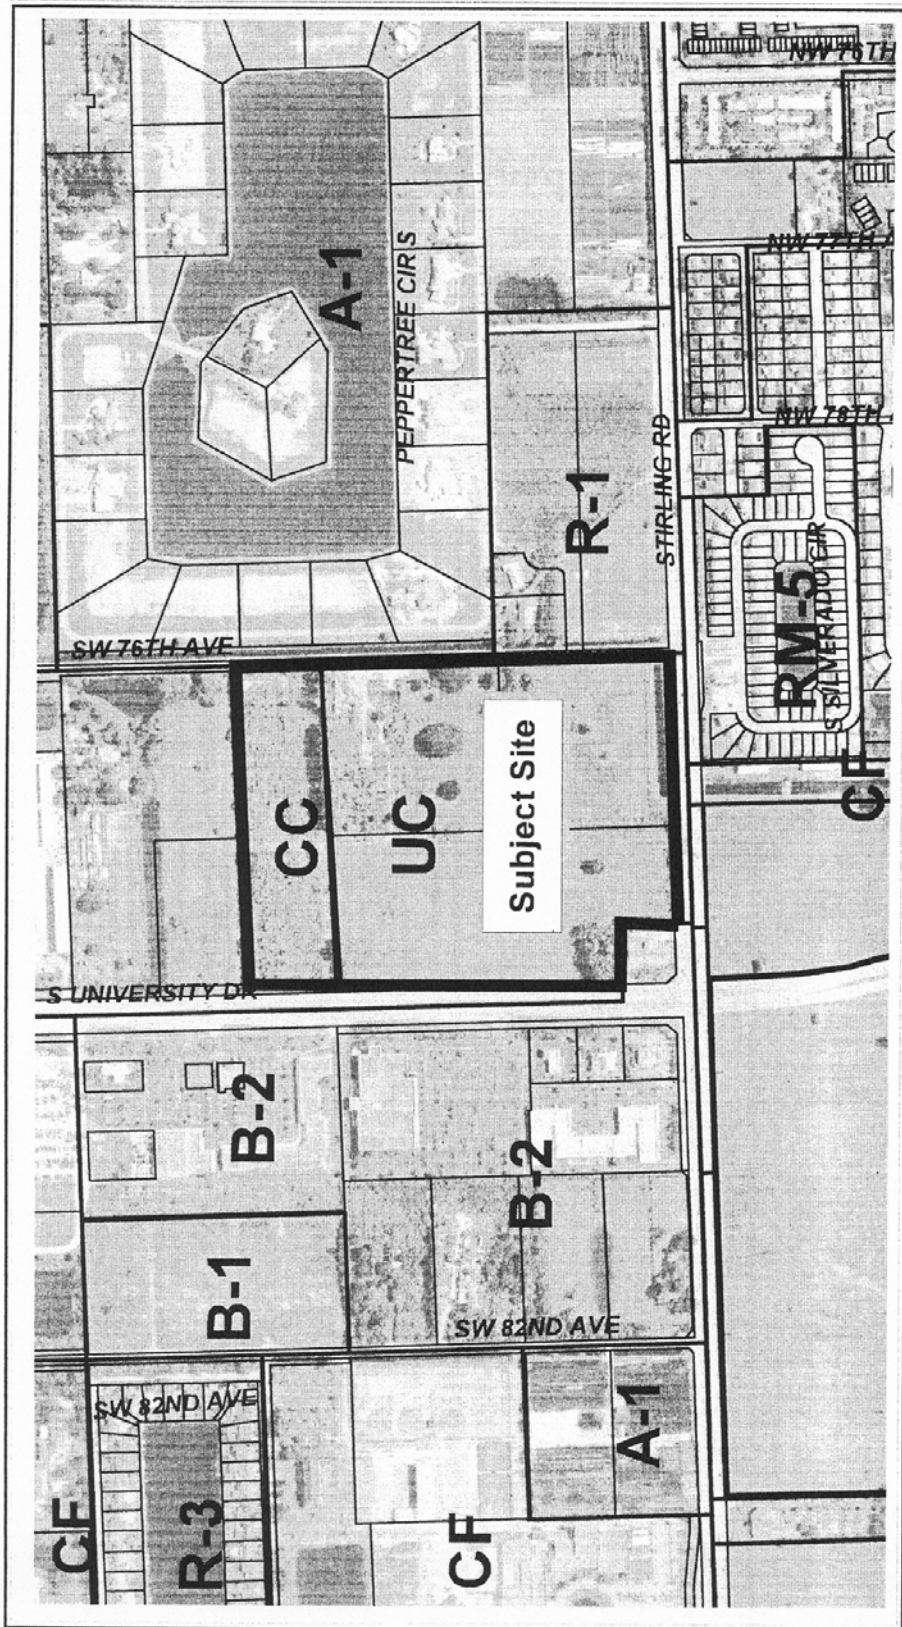 NW 76TH
A-1
PEPPERTREE CIR S
NW 77TH
NW 78TH
R-1
STIRLING RD
RM-5
S SILVERADO CIR
SW 76TH AVE
CC
UC
Subject Site
CF
S UNIVERSITY DR
B-2
B-2
B-1
SW 82ND AVE
SW 82ND AVE
A-1
CF
R-3
CF